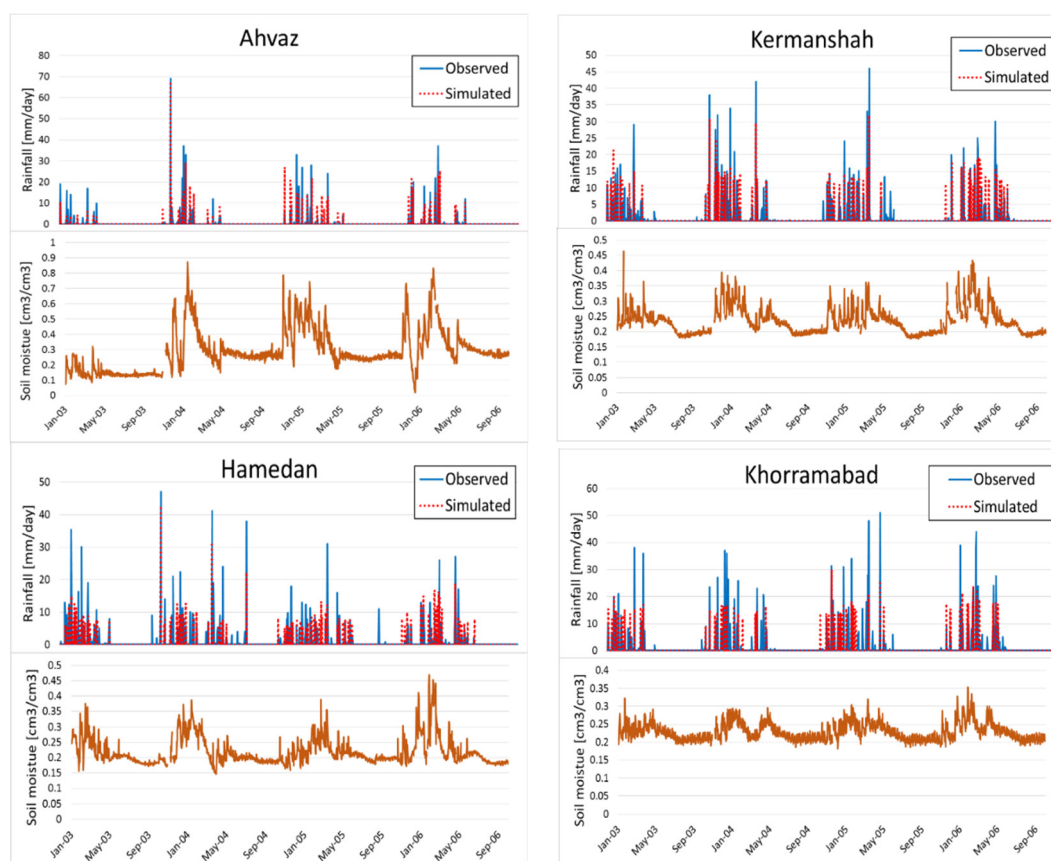 Ahvaz
Observed
Simulated
Rainfall [mm/day]
80
70
60
50
40
30
20
10
0
Soil moistue [cm3/cm3]
1
0.9
0.8
0.7
0.6
0.5
0.4
0.3
0.2
0.1
0
Jan-03
May-03
Sep-03
Jan-04
May-04
Sep-04
Jan-05
May-05
Sep-05
Jan-06
May-06
Sep-06
Kermanshah
Observed
Simulated
Rainfall [mm/day]
50
45
40
35
30
25
20
15
10
5
0
Soil moistue [cm3/cm3]
0.5
0.45
0.4
0.35
0.3
0.25
0.2
0.15
0.1
0.05
0
Jan-03
May-03
Sep-03
Jan-04
May-04
Sep-04
Jan-05
May-05
Sep-05
Jan-06
May-06
Sep-06
Hamedan
Observed
Simulated
Rainfall [mm/day]
50
40
30
20
10
0
Soil moistue [cm3/cm3]
0.5
0.45
0.4
0.35
0.3
0.25
0.2
0.15
0.1
0.05
0
Jan-03
May-03
Sep-03
Jan-04
May-04
Sep-04
Jan-05
May-05
Sep-05
Jan-06
May-06
Sep-06
Khorramabad
Observed
Simulated
Rainfall [mm/day]
60
50
40
30
20
10
0
Soil moistue [cm3/cm3]
0.4
0.35
0.3
0.25
0.2
0.15
0.1
0.05
0
Jan-03
May-03
Sep-03
Jan-04
May-04
Sep-04
Jan-05
May-05
Sep-05
Jan-06
May-06
Sep-06